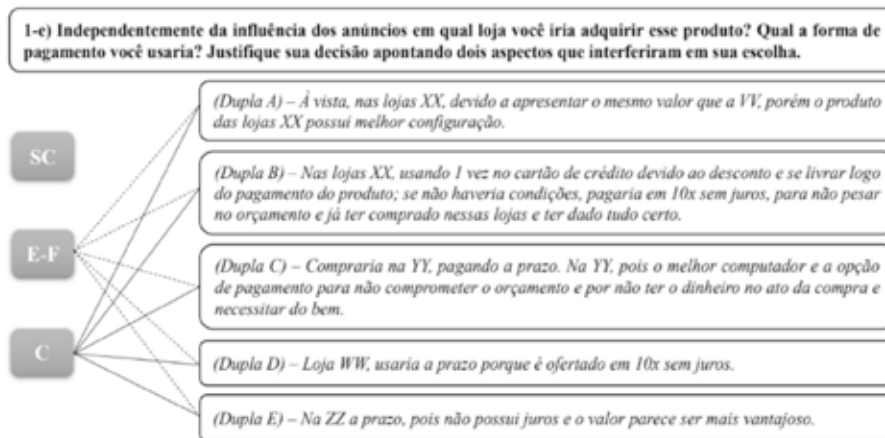 1-e) Independentemente da influência dos anúncios em qual loja você iria adquirir esse produto? Qual a forma de
pagamento você usaria? Justifique sua decisão apontando dois aspectos que interferiram em sua escolha.
(Dupla A) – À vista, nas lojas XX, devido a apresentar o mesmo valor que a VV, porém o produto
das lojas XX possui melhor configuração.
SC
(Dupla B) – Nas lojas XX, usando 1 vez no cartão de crédito devido ao desconto e se livrar logo
do pagamento do produto; se não haveria condições, pagaria em 10x sem juros, para não pesar
no orçamento e já ter comprado nessas lojas e ter dado tudo certo.
E-F
(Dupla C) – Compraria na YY, pagando a prazo. Na YY, pois o melhor computador e a opção
de pagamento para não comprometer o orçamento e por não ter o dinheiro no ato da compra e
necessitar do bem.
C
(Dupla D) – Loja WW, usaria a prazo porque é ofertado em 10x sem juros.
(Dupla E) – Na ZZ a prazo, pois não possui juros e o valor parece ser mais vantajoso.